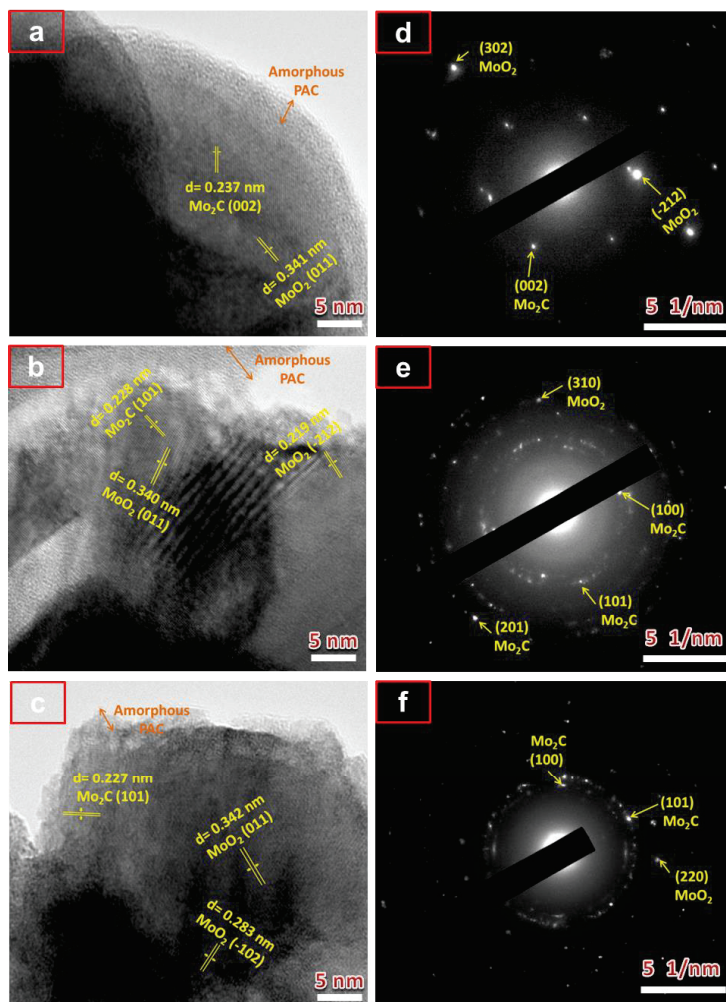 a
Amorphous
PAC
d= 0.237 nm
Mo₂C (002)
d= 0.341 nm
MoO₂ (011)
5 nm
d
(302)
MoO₂
(-212)
MoO₂
(002)
Mo₂C
5 1/nm
b
Amorphous
PAC
d= 0.228 nm
Mo₂C (101)
d= 0.219 nm
MoO₂ (-212)
d= 0.340 nm
MoO₂ (011)
5 nm
e
(310)
MoO₂
(100)
Mo₂C
(101)
Mo₂C
(201)
Mo₂C
5 1/nm
c
Amorphous
PAC
d= 0.227 nm
Mo₂C (101)
d= 0.342 nm
MoO₂ (011)
d= 0.283 nm
MoO₂ (-102)
5 nm
f
Mo₂C
(100)
(101)
Mo₂C
(220)
MoO₂
5 1/nm